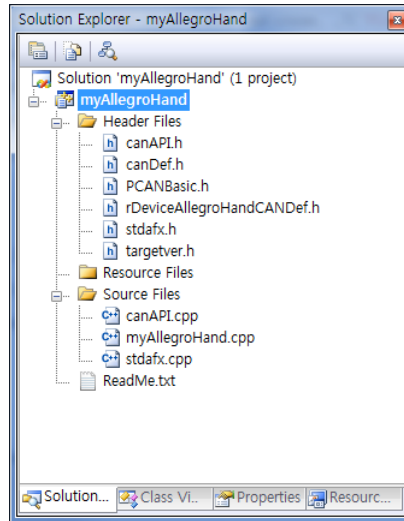 Solution Explorer - myAllegroHand
Solution 'myAllegroHand' (1 project)
myAllegroHand
Header Files
canAPI.h
canDef.h
PCANBasic.h
rDeviceAllegroHandCANDef.h
stdafx.h
targetver.h
Resource Files
Source Files
canAPI.cpp
myAllegroHand.cpp
stdafx.cpp
ReadMe.txt
Solution... Class Vi.. Properties Resourc...